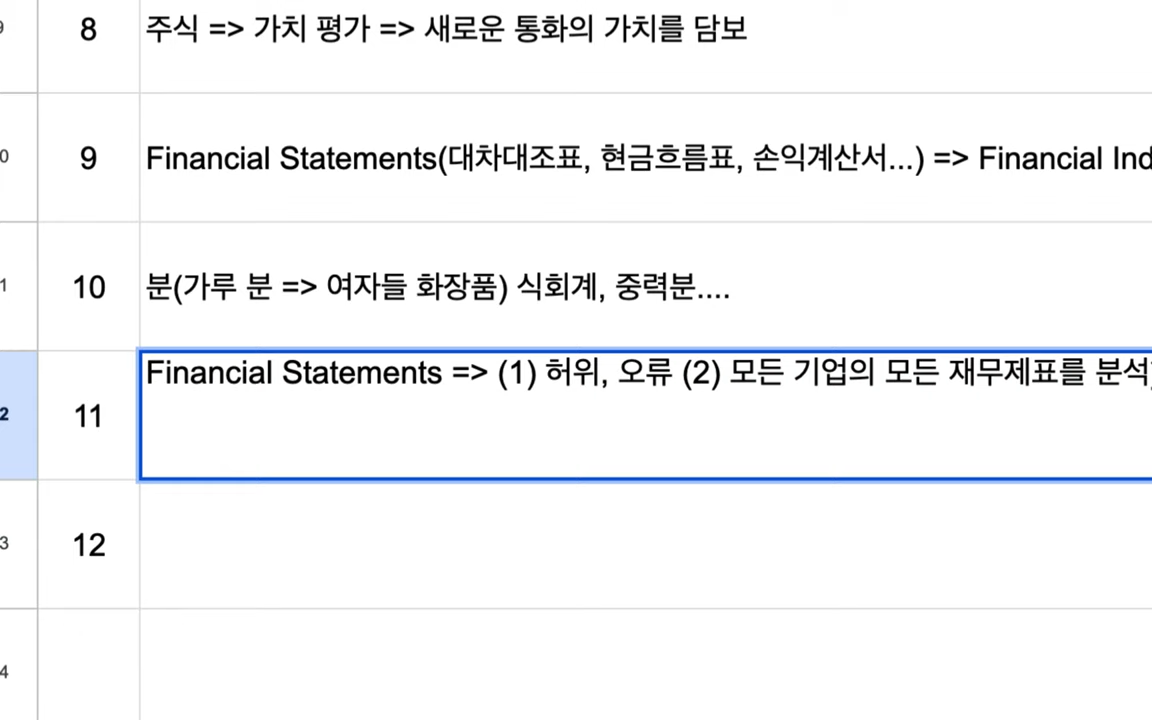 8 주식 => 가치 평가 => 새로운 통화의 가치를 담보
9 Financial Statements(대차대조표, 현금흐름표, 손익계산서...) => Financial Ind
10 분(가루 분 => 여자들 화장품) 식회계, 중력분....
11 Financial Statements => (1) 허위, 오류 (2) 모든 기업의 모든 재무제표를 분석
12